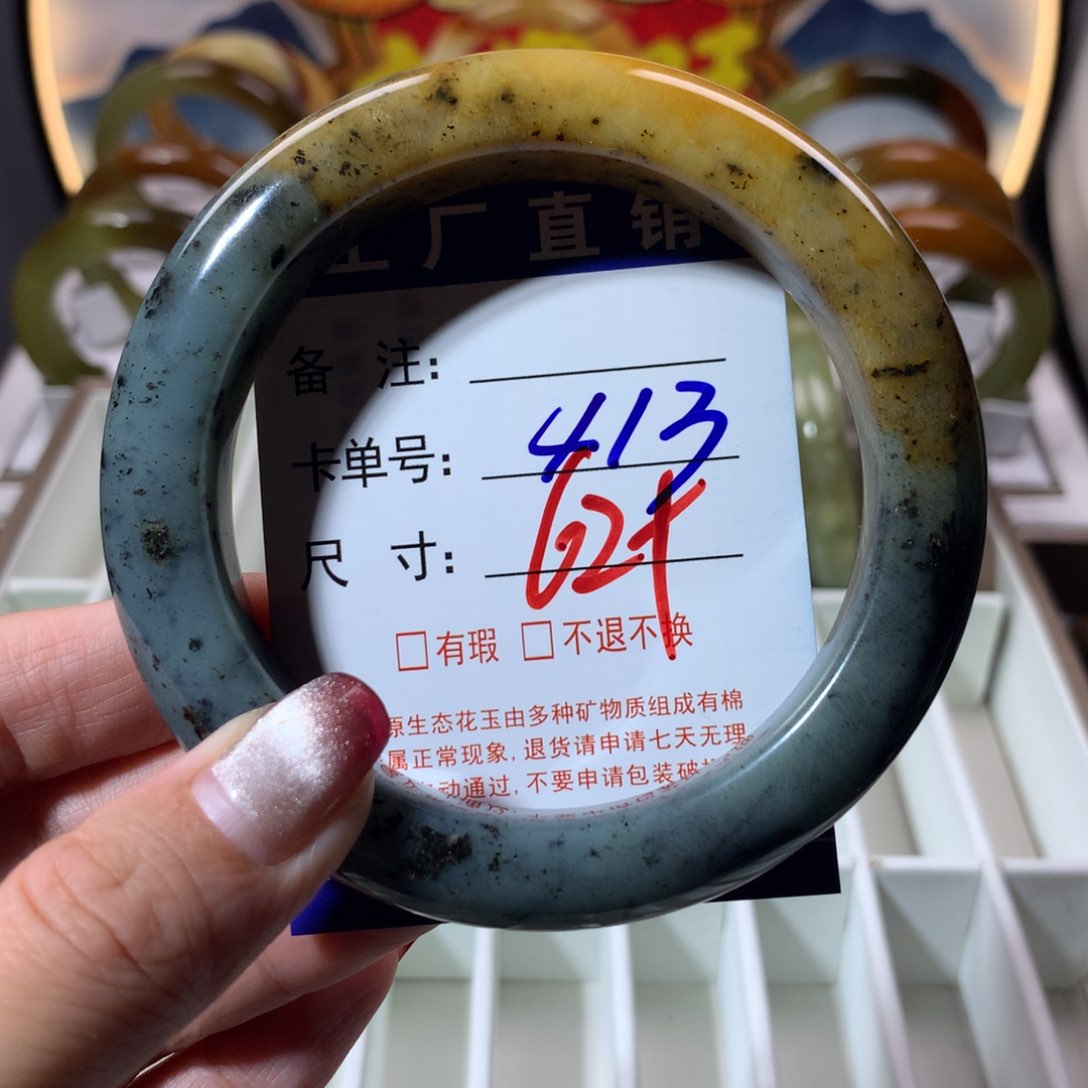 工厂直销
备 注:
卡单号: 413
尺 寸: 62+
□有瑕 □不退不换
原生态花玉由多种矿物质组成有棉
属正常现象,退货请申请七天无理
动通过,不要申请包装破